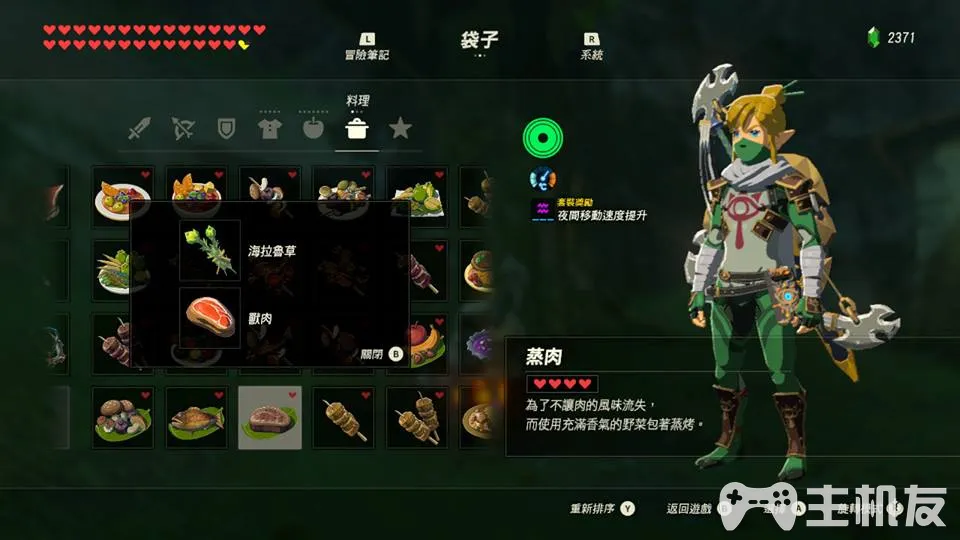 L
冒險筆記
袋子
R
系統
2371
料理
套裝獎勵
夜間移動速度提升
海拉魯草
獸肉
關閉 B
蒸肉
為了不讓肉的風味流失，
而使用充滿香氣的野菜包著蒸烤。
重新排序 Y
返回遊戲
主机友